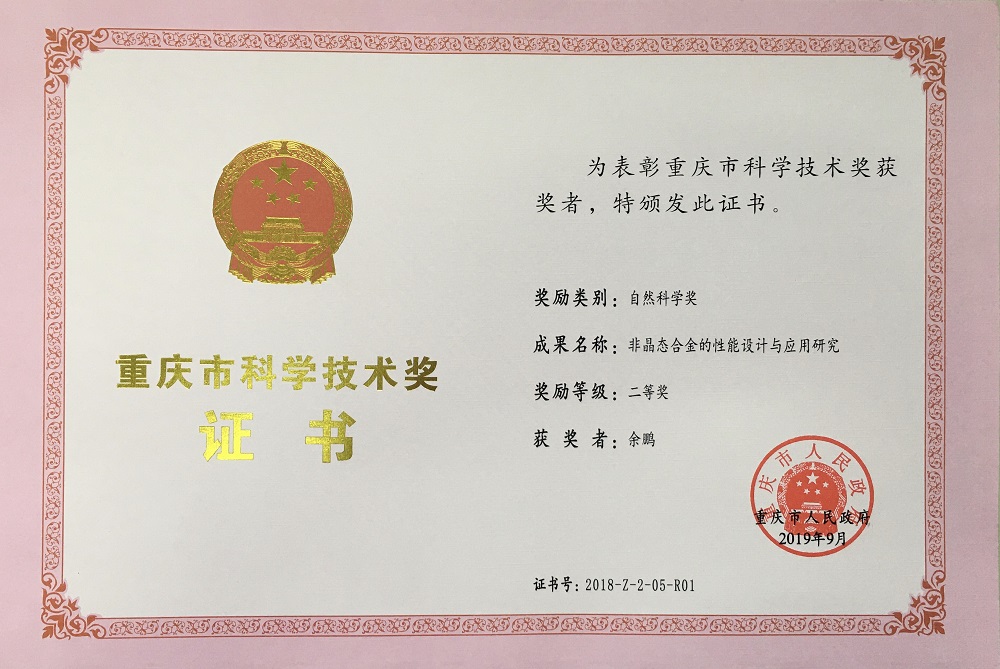 重庆市科学技术奖
证书
为表彰重庆市科学技术奖获
奖者，特颁发此证书。
奖励类别：自然科学奖
成果名称：非晶态合金的性能设计与应用研究
奖励等级：二等奖
获奖者：余鹏
重庆市人民政府
重庆市人民政府
2019年9月
证书号：2018-Z-2-05-R01